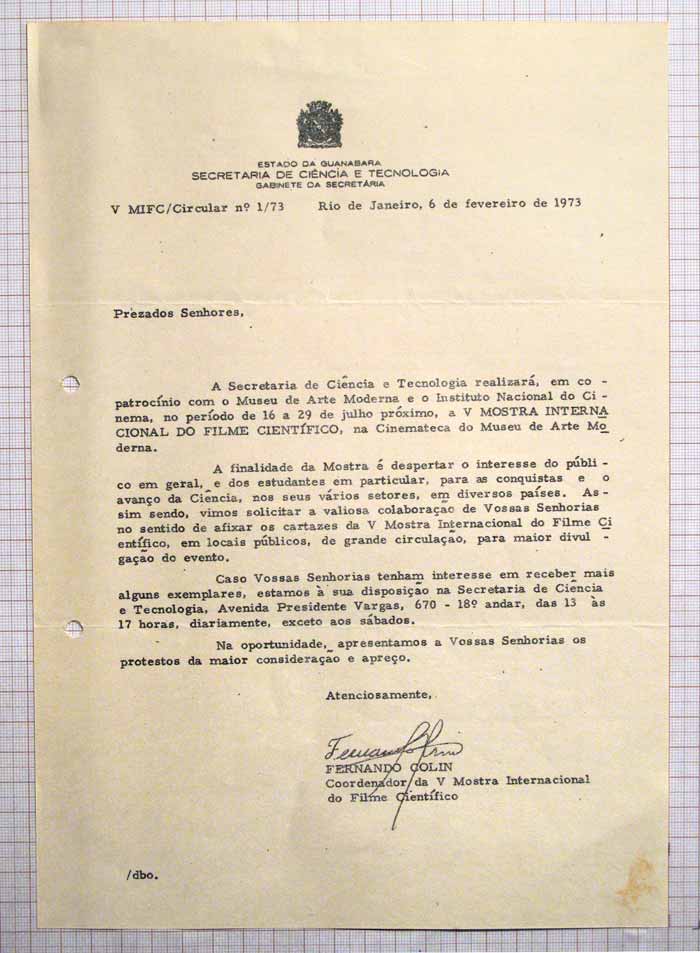 ESTADO DA GUANABARA
SECRETARIA DE CIÊNCIA E TECNOLOGIA
GABINETE DA SECRETÁRIA
V MIFC/Circular nº 1/73 Rio de Janeiro, 6 de fevereiro de 1973
Prezados Senhores,
A Secretaria de Ciência e Tecnologia realizará, em co -
patrocínio com o Museu de Arte Moderna e o Instituto Nacional do Ci-
nema, no período de 16 a 29 de julho próximo, a V MOSTRA INTERNA
CIONAL DO FILME CIENTÍFICO, na Cinemateca do Museu de Arte Mo
derna.
A finalidade da Mostra é despertar o interesse do públi-
co em geral, e dos estudantes em particular, para as conquistas e o
avanço da Ciência, nos seus vários setores, em diversos países. As-
sim sendo, vimos solicitar a valiosa colaboração de Vossas Senhorias
no sentido de afixar os cartazes da V Mostra Internacional do Filme Ci
entífico, em locais públicos, de grande circulação, para maior divul -
gação do evento.
Caso Vossas Senhorias tenham interesse em receber mais
alguns exemplares, estamos à sua disposição na Secretaria de Ciência
e Tecnologia, Avenida Presidente Vargas, 670 - 18º andar, das 13 às
17 horas, diariamente, exceto aos sábados.
Na oportunidade, apresentamos a Vossas Senhorias os
protestos da maior consideração e apreço.
Atenciosamente,
FERNANDO COLIN
Coordenador da V Mostra Internacional
do Filme Científico
/dbo.